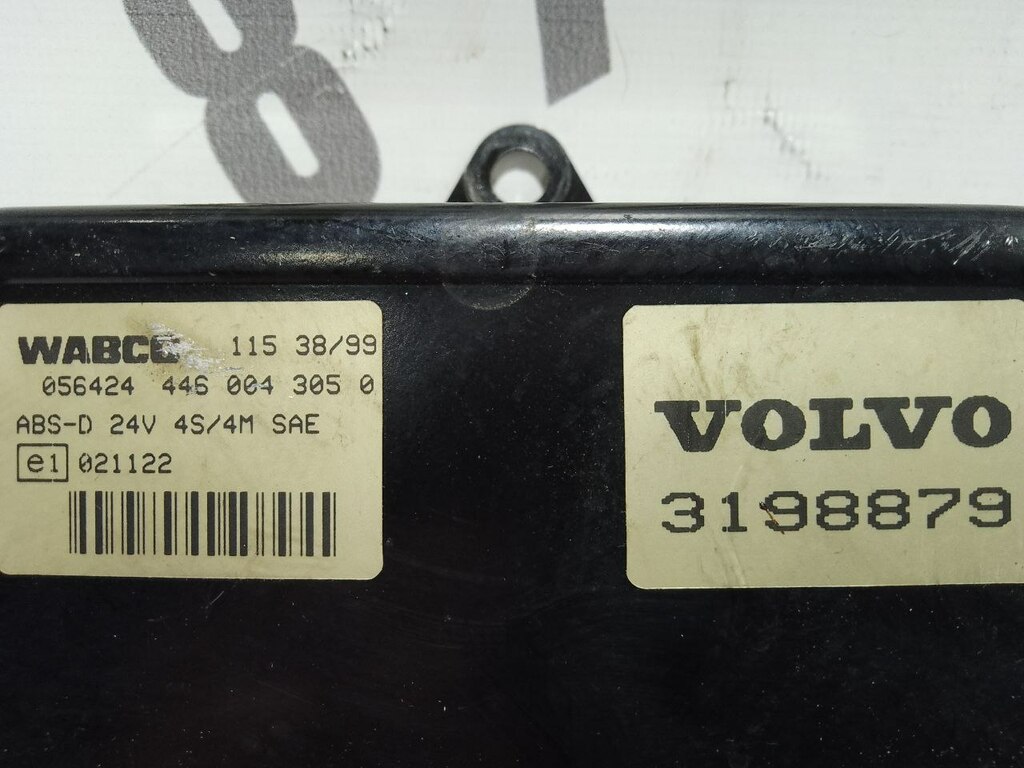 WABCO 115 38/99
056424 446 004 305 0
ABS-D 24V 4S/4M SAE
e1 021122
VOLVO
3198879